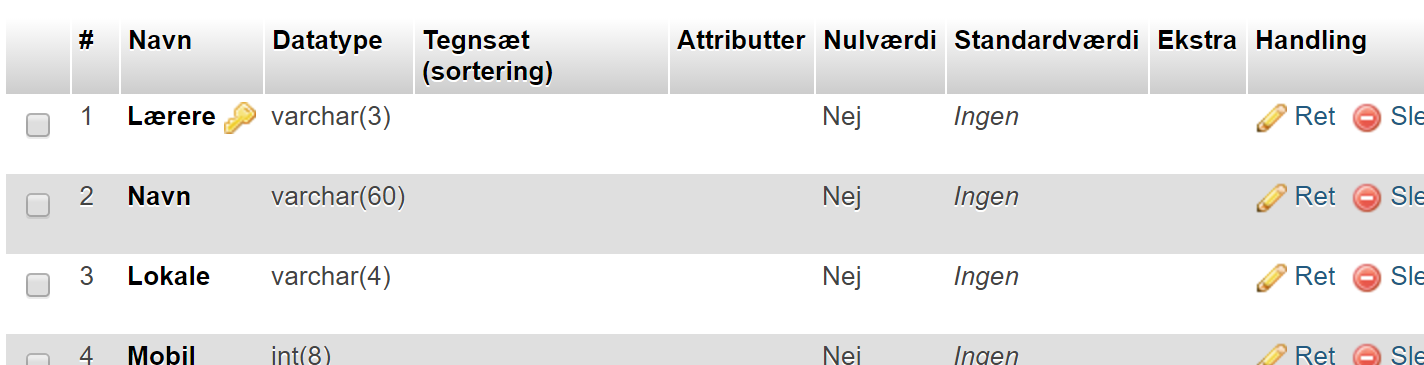 # Navn Datatype Tegnsæt Attributter Nulværdi Standardværdi Ekstra Handling
(sortering)
1 Lærere varchar(3) Nej Ingen Ret Sle
2 Navn varchar(60) Nej Ingen Ret Sle
3 Lokale varchar(4) Nej Ingen Ret Sle
4 Mobil int(8) Nej Ingen Ret Sle